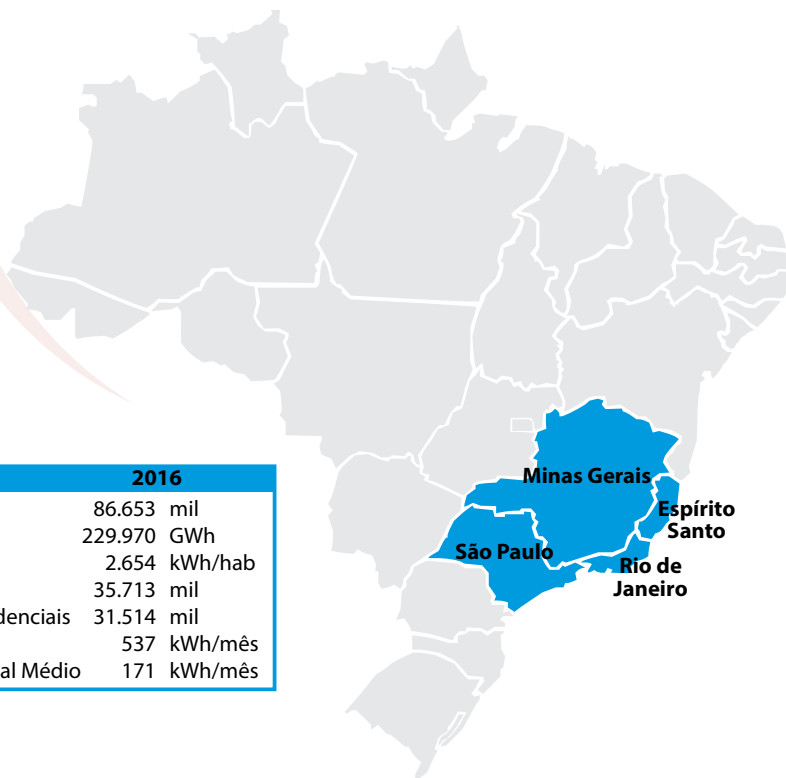 2016
86.653 mil
229.970 GWh
2.654 kWh/hab
35.713 mil
denciais 31.514 mil
537 kWh/mês
al Médio 171 kWh/mês
Minas Gerais
Espírito
Santo
São Paulo
Rio de
Janeiro